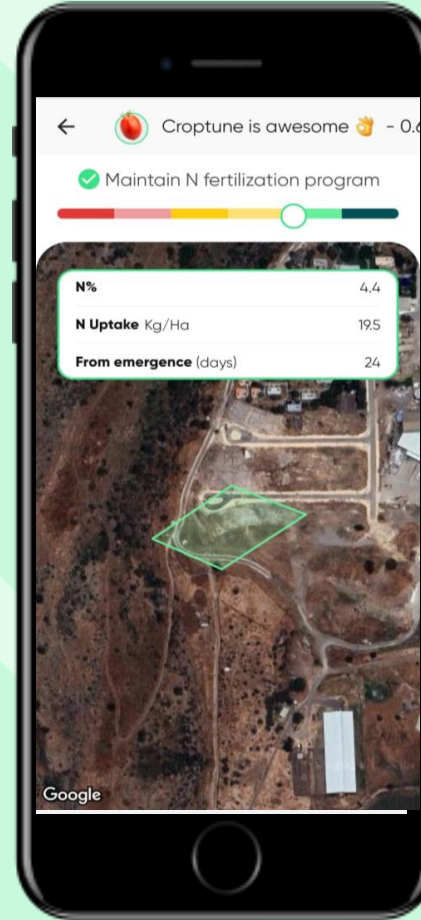 Croptune is awesome 👌 - 0.6
Maintain N fertilization program
N% 4.4
N Uptake Kg/Ha 19.5
From emergence (days) 24
Google